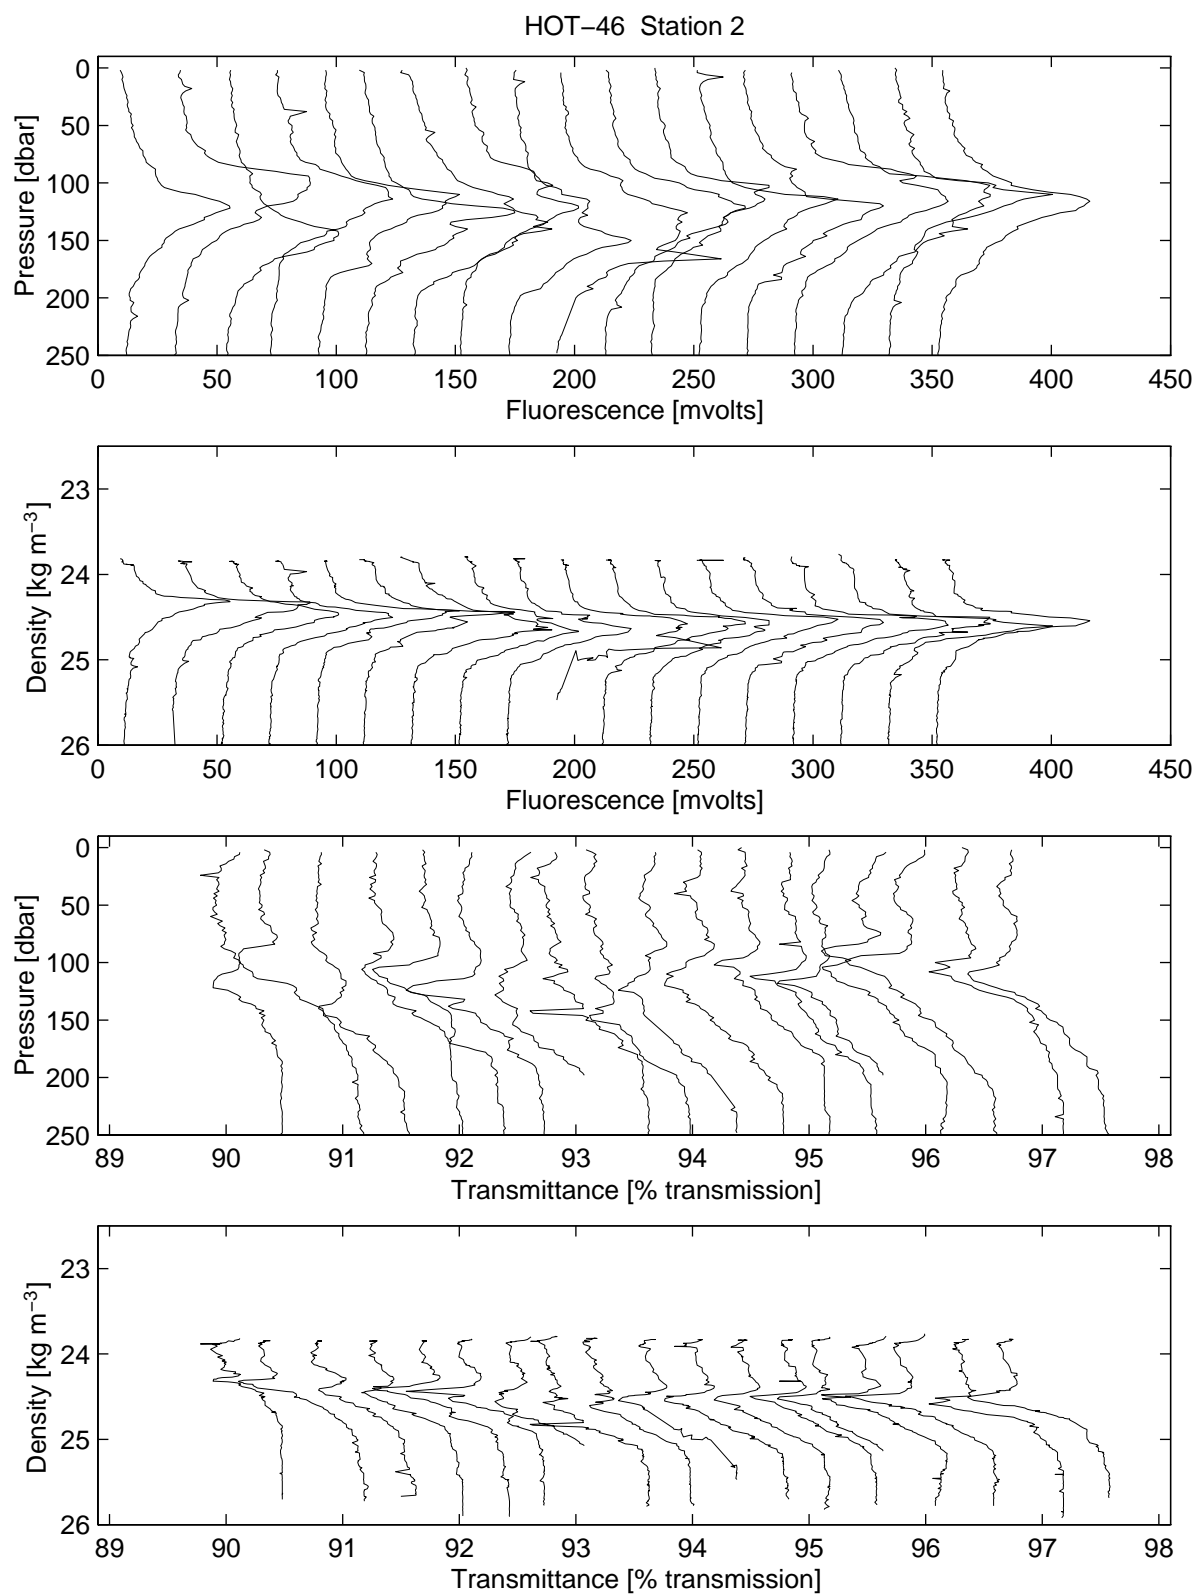 HOT−46 Station 2
0
50
100
150
200
250
Pressure [dbar]
0 50 100 150 200 250 300 350 400 450
Fluorescence [mvolts]
23
24
25
26
Density [kg m−3]
0 50 100 150 200 250 300 350 400 450
Fluorescence [mvolts]
0
50
100
150
200
250
Pressure [dbar]
89 90 91 92 93 94 95 96 97 98
Transmittance [% transmission]
23
24
25
26
Density [kg m−3]
89 90 91 92 93 94 95 96 97 98
Transmittance [% transmission]